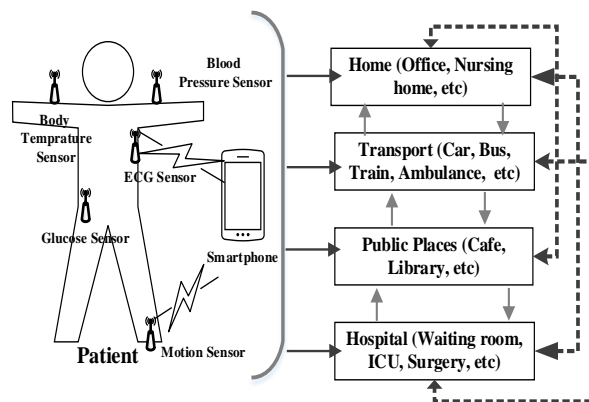 Blood
Pressure Sensor
Body
Temprature
Sensor
ECG Sensor
Glucose Sensor
Smartphone
Motion Sensor
Patient
Home (Office, Nursing
home, etc)
Transport (Car, Bus,
Train, Ambulance, etc)
Public Places (Cafe,
Library, etc)
Hospital (Waiting room,
ICU, Surgery, etc)